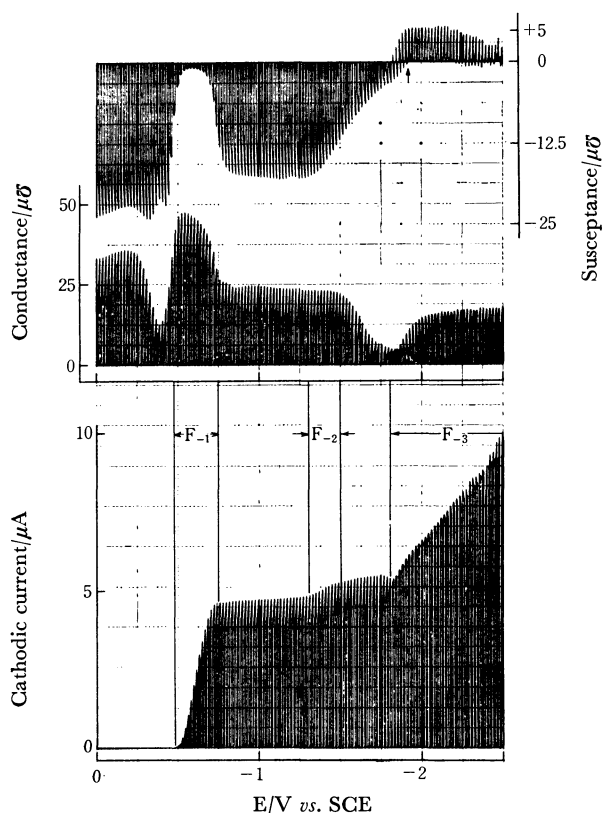 +5
0
-12.5
-25
Susceptance/μ℧
50
25
0
Conductance/μ℧
F₋₁
F₋₂
F₋₃
10
5
0
Cathodic current/μA
0
-1
-2
E/V vs. SCE